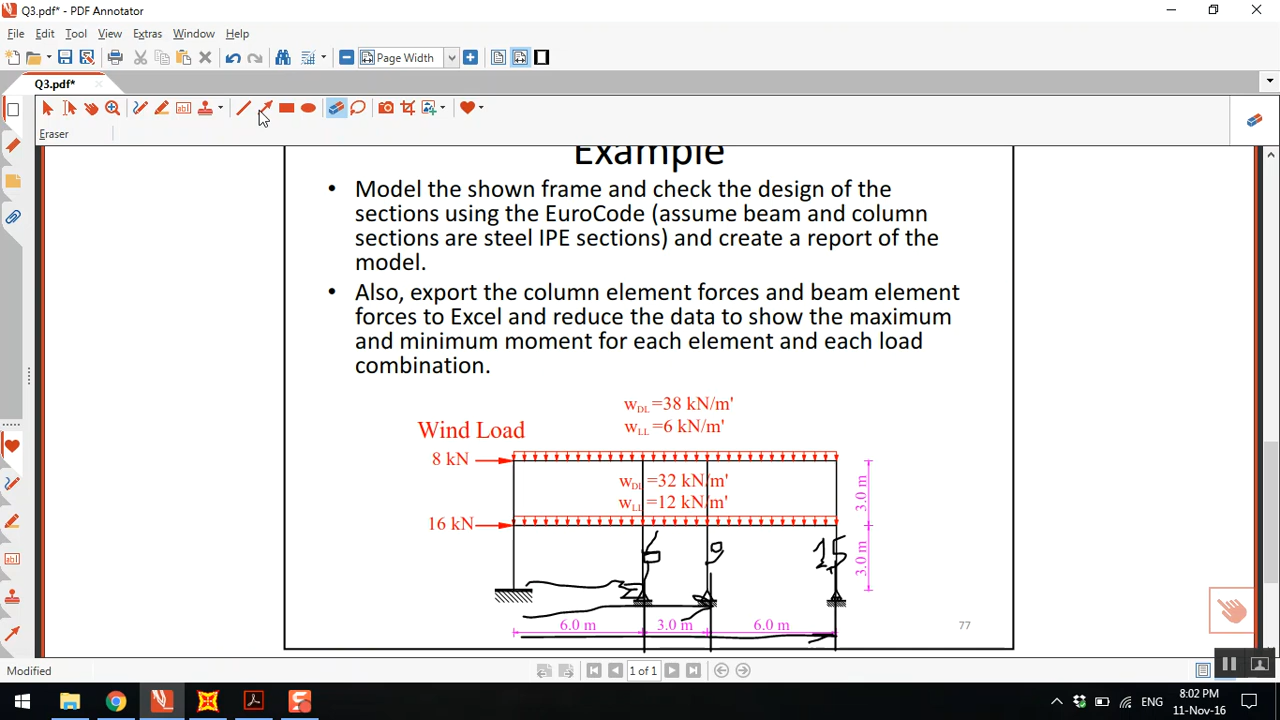 Q3.pdf* - PDF Annotator
File Edit Tool View Extras Window Help
Page Width
Q3.pdf*
Eraser
Example
• Model the shown frame and check the design of the
sections using the EuroCode (assume beam and column
sections are steel IPE sections) and create a report of the
model.
• Also, export the column element forces and beam element
forces to Excel and reduce the data to show the maximum
and minimum moment for each element and each load
combination.
wDL =38 kN/m'
wLL =6 kN/m'
Wind Load
8 kN
wDL =32 kN/m'
wLL =12 kN/m'
3.0 m
16 kN
6 9 15
3.0 m
6.0 m 3.0 m 6.0 m
77
Modified
1 of 1
ENG
8:02 PM
11-Nov-16